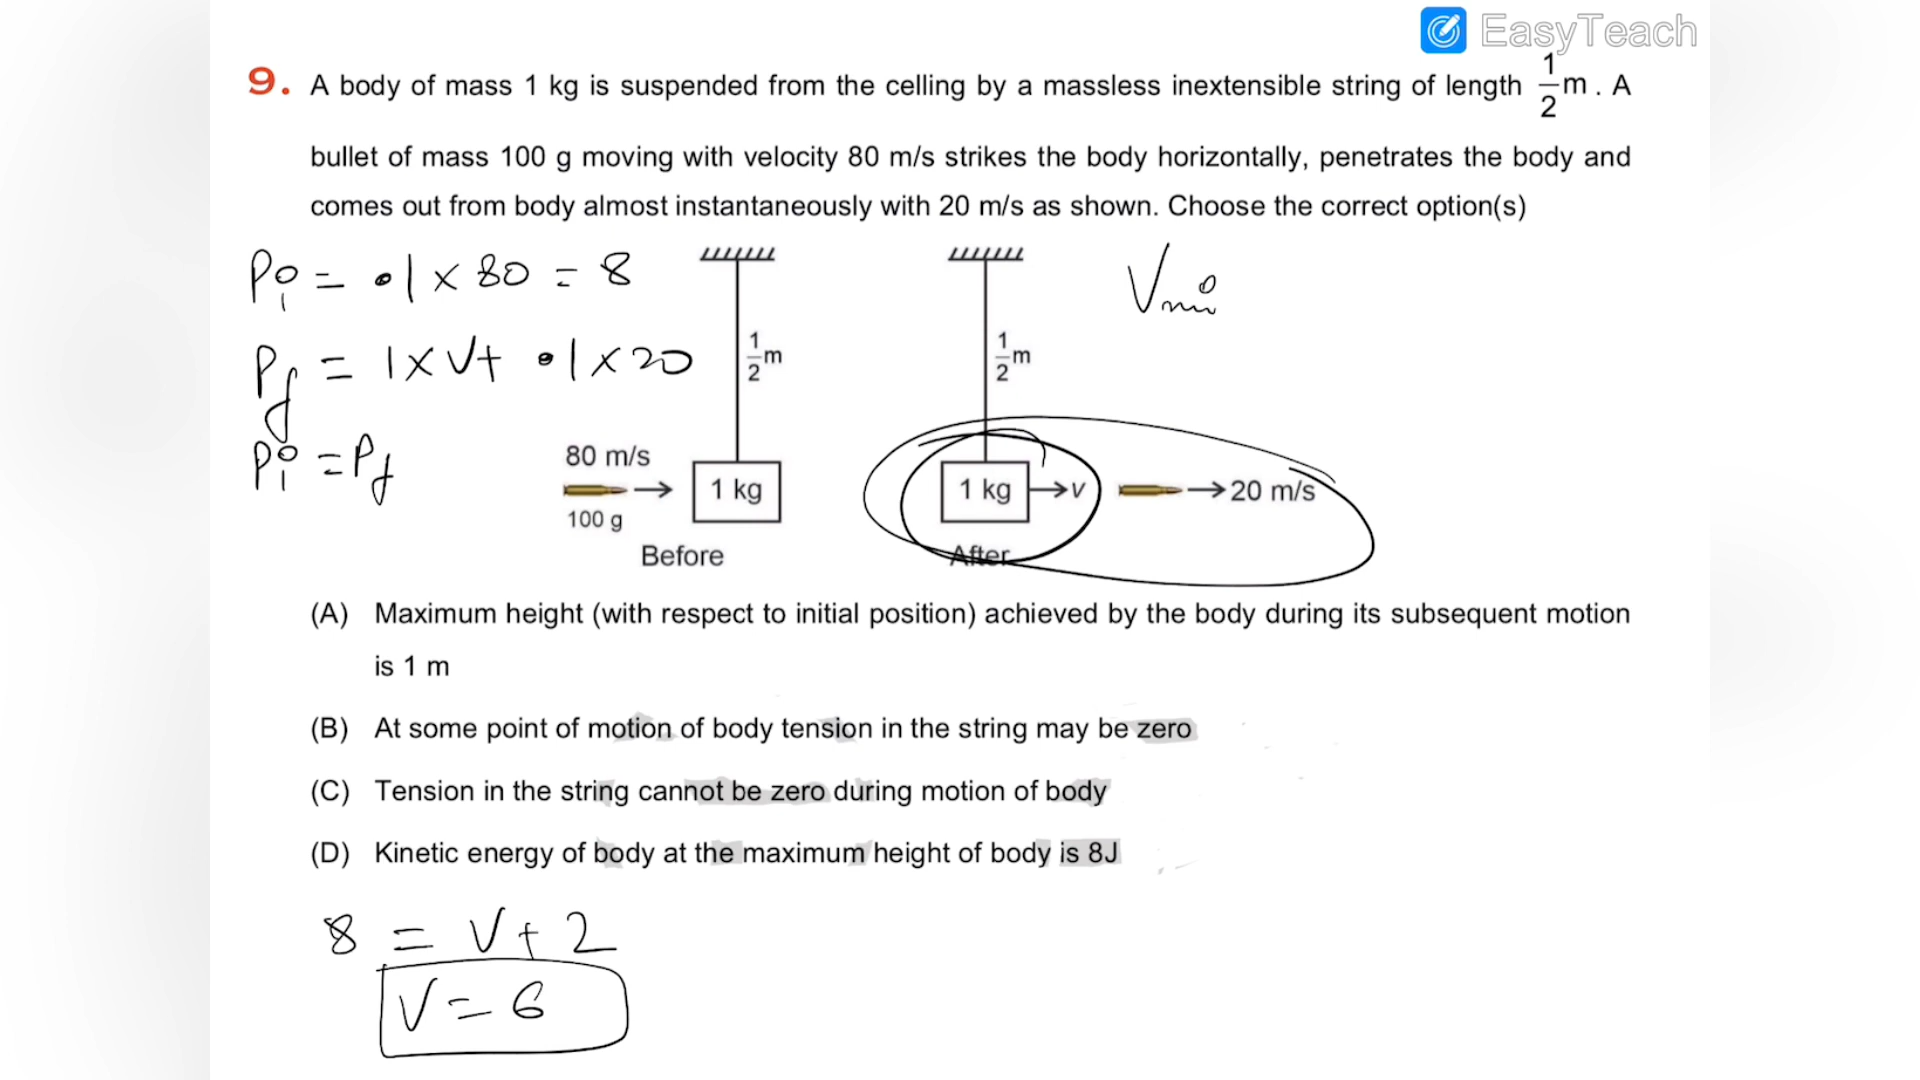 EasyTeach
9. A body of mass 1 kg is suspended from the celling by a massless inextensible string of length 1/2 m . A
bullet of mass 100 g moving with velocity 80 m/s strikes the body horizontally, penetrates the body and
comes out from body almost instantaneously with 20 m/s as shown. Choose the correct option(s)
Pi = .1 x 80 = 8
Pf = 1 x V + .1 x 20
Pi = Pf
1/2 m
80 m/s
100 g
1 kg
Before
Vmi
1/2 m
1 kg
v
20 m/s
After
(A) Maximum height (with respect to initial position) achieved by the body during its subsequent motion
is 1 m
(B) At some point of motion of body tension in the string may be zero
(C) Tension in the string cannot be zero during motion of body
(D) Kinetic energy of body at the maximum height of body is 8J
8 = V + 2
V = 6